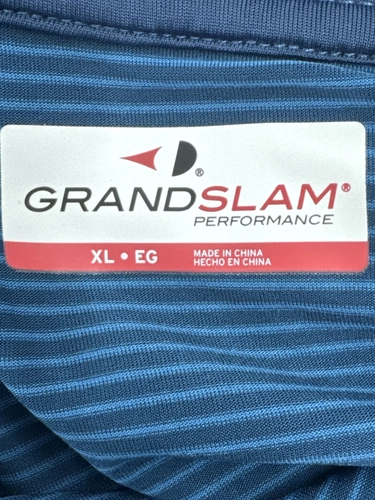 ®
GRANDSLAM®
PERFORMANCE
XL • EG
MADE IN CHINA
HECHO EN CHINA